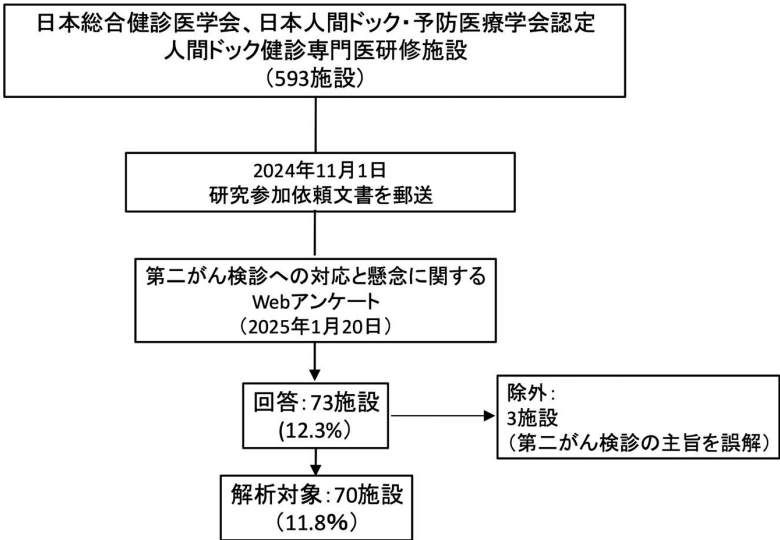 日本総合健診医学会、日本人間ドック・予防医療学会認定
人間ドック健診専門医研修施設
（593施設）
2024年11月1日
研究参加依頼文書を郵送
第二がん検診への対応と懸念に関する
Webアンケート
（2025年1月20日）
回答：73施設
(12.3%）
除外：
3施設
（第二がん検診の主旨を誤解）
解析対象：70施設
（11.8%）